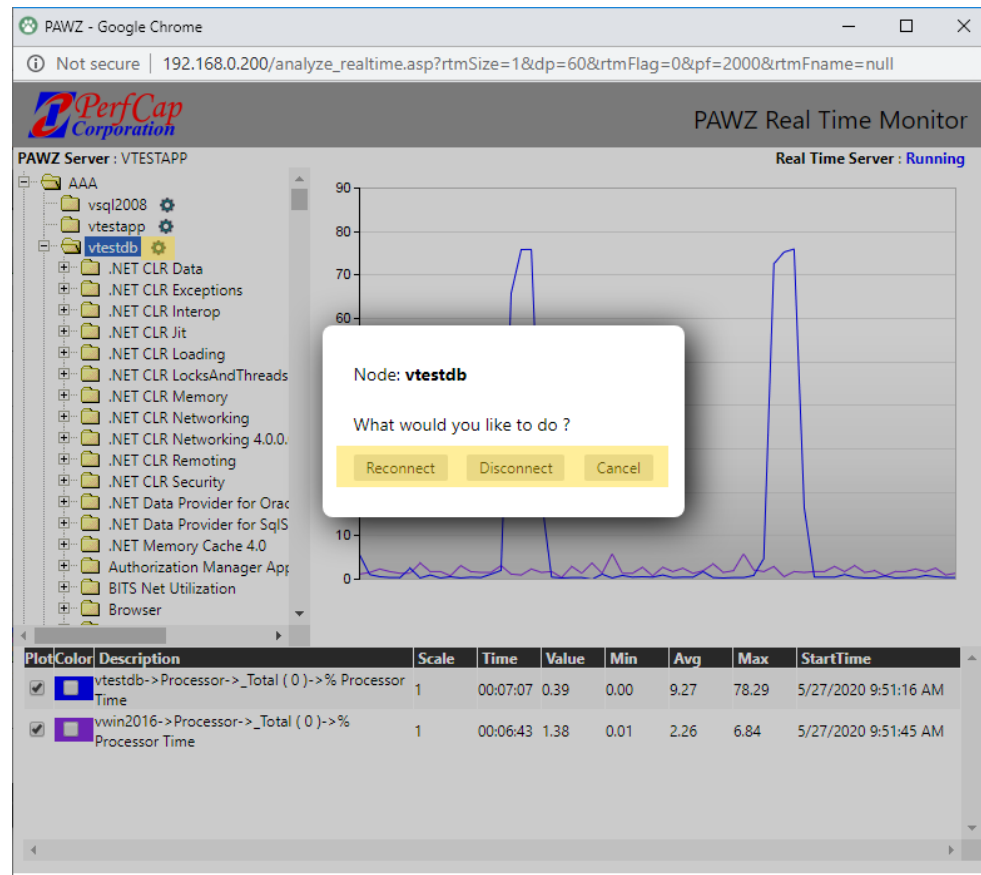 PAWZ - Google Chrome
Not secure | 192.168.0.200/analyze_realtime.asp?rtmSize=1&dp=60&rtmFlag=0&pf=2000&rtmFname=null
PerfCap
Corporation
PAWZ Real Time Monitor
PAWZ Server : VTESTAPP
Real Time Server : Running
AAA
vsql2008
vtestapp
vtestdb
.NET CLR Data
.NET CLR Exceptions
.NET CLR Interop
.NET CLR Jit
.NET CLR Loading
.NET CLR LocksAndThreads
.NET CLR Memory
.NET CLR Networking
.NET CLR Networking 4.0.0.
.NET CLR Remoting
.NET CLR Security
.NET Data Provider for Orac
.NET Data Provider for SqlS
.NET Memory Cache 4.0
Authorization Manager App
BITS Net Utilization
Browser
90
80
70
60
10
0
Node: vtestdb
What would you like to do ?
Reconnect Disconnect Cancel
Plot Color Description Scale Time Value Min Avg Max StartTime
vtestdb->Processor->_Total ( 0 )->% Processor Time 1 00:07:07 0.39 0.00 9.27 78.29 5/27/2020 9:51:16 AM
vwin2016->Processor->_Total ( 0 )->% Processor Time 1 00:06:43 1.38 0.01 2.26 6.84 5/27/2020 9:51:45 AM